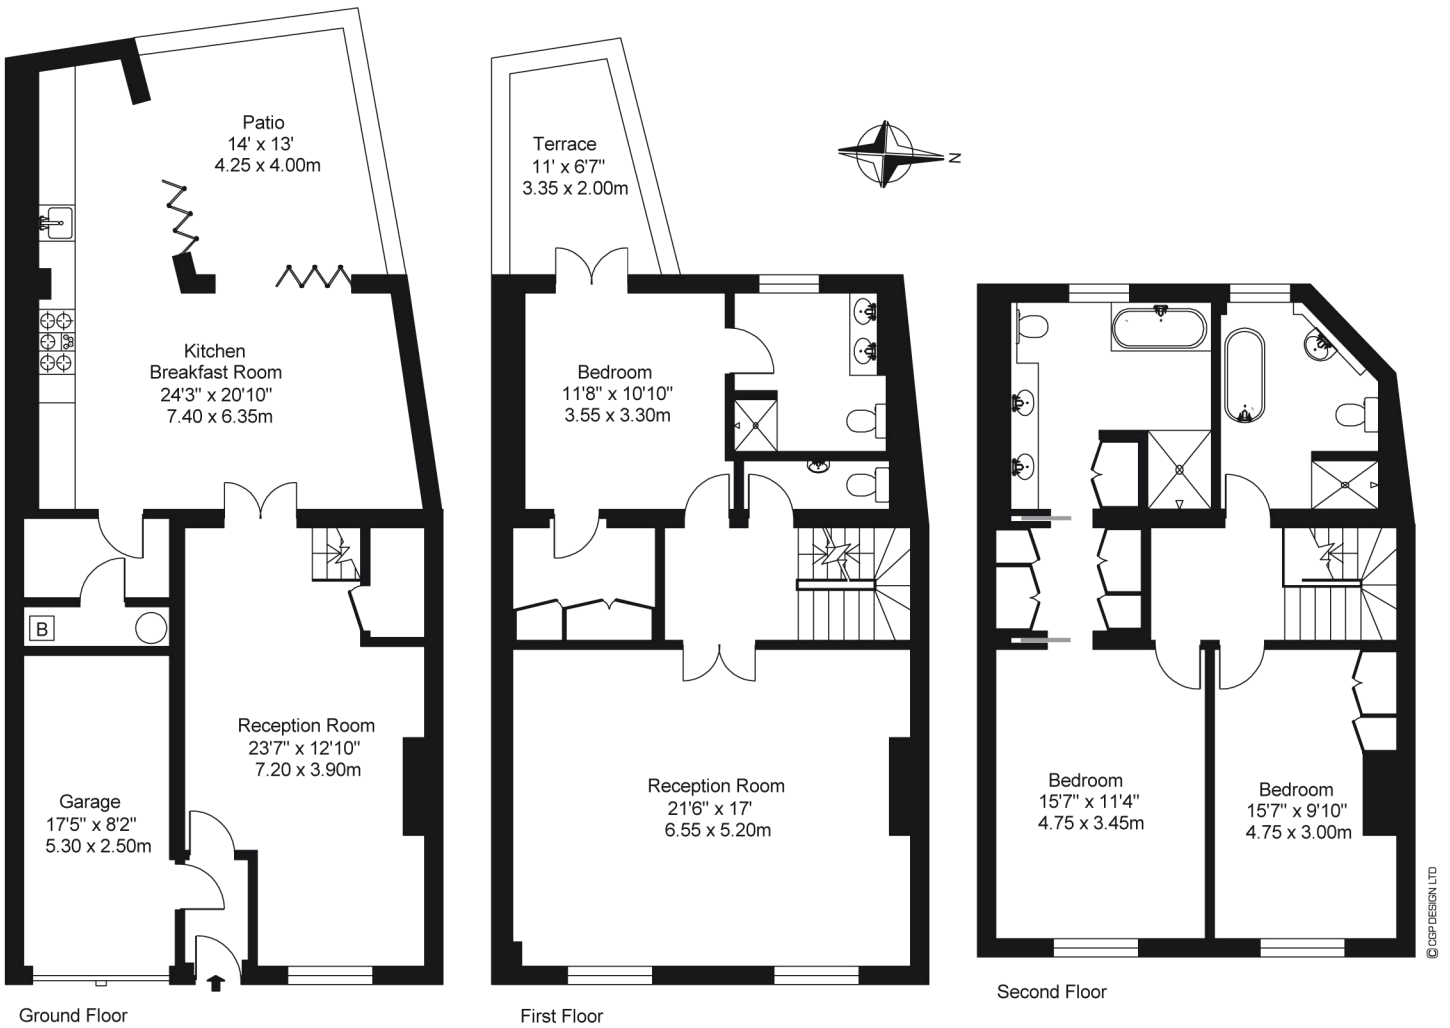 Patio
14' x 13'
4.25 x 4.00m
Kitchen
Breakfast Room
24'3" x 20'10"
7.40 x 6.35m
B
Reception Room
23'7" x 12'10"
7.20 x 3.90m
Garage
17'5" x 8'2"
5.30 x 2.50m
Ground Floor
Terrace
11' x 6'7"
3.35 x 2.00m
Bedroom
11'8" x 10'10"
3.55 x 3.30m
Reception Room
21'6" x 17'
6.55 x 5.20m
First Floor
N
Bedroom
15'7" x 11'4"
4.75 x 3.45m
Bedroom
15'7" x 9'10"
4.75 x 3.00m
Second Floor
© CGP DESIGN LTD